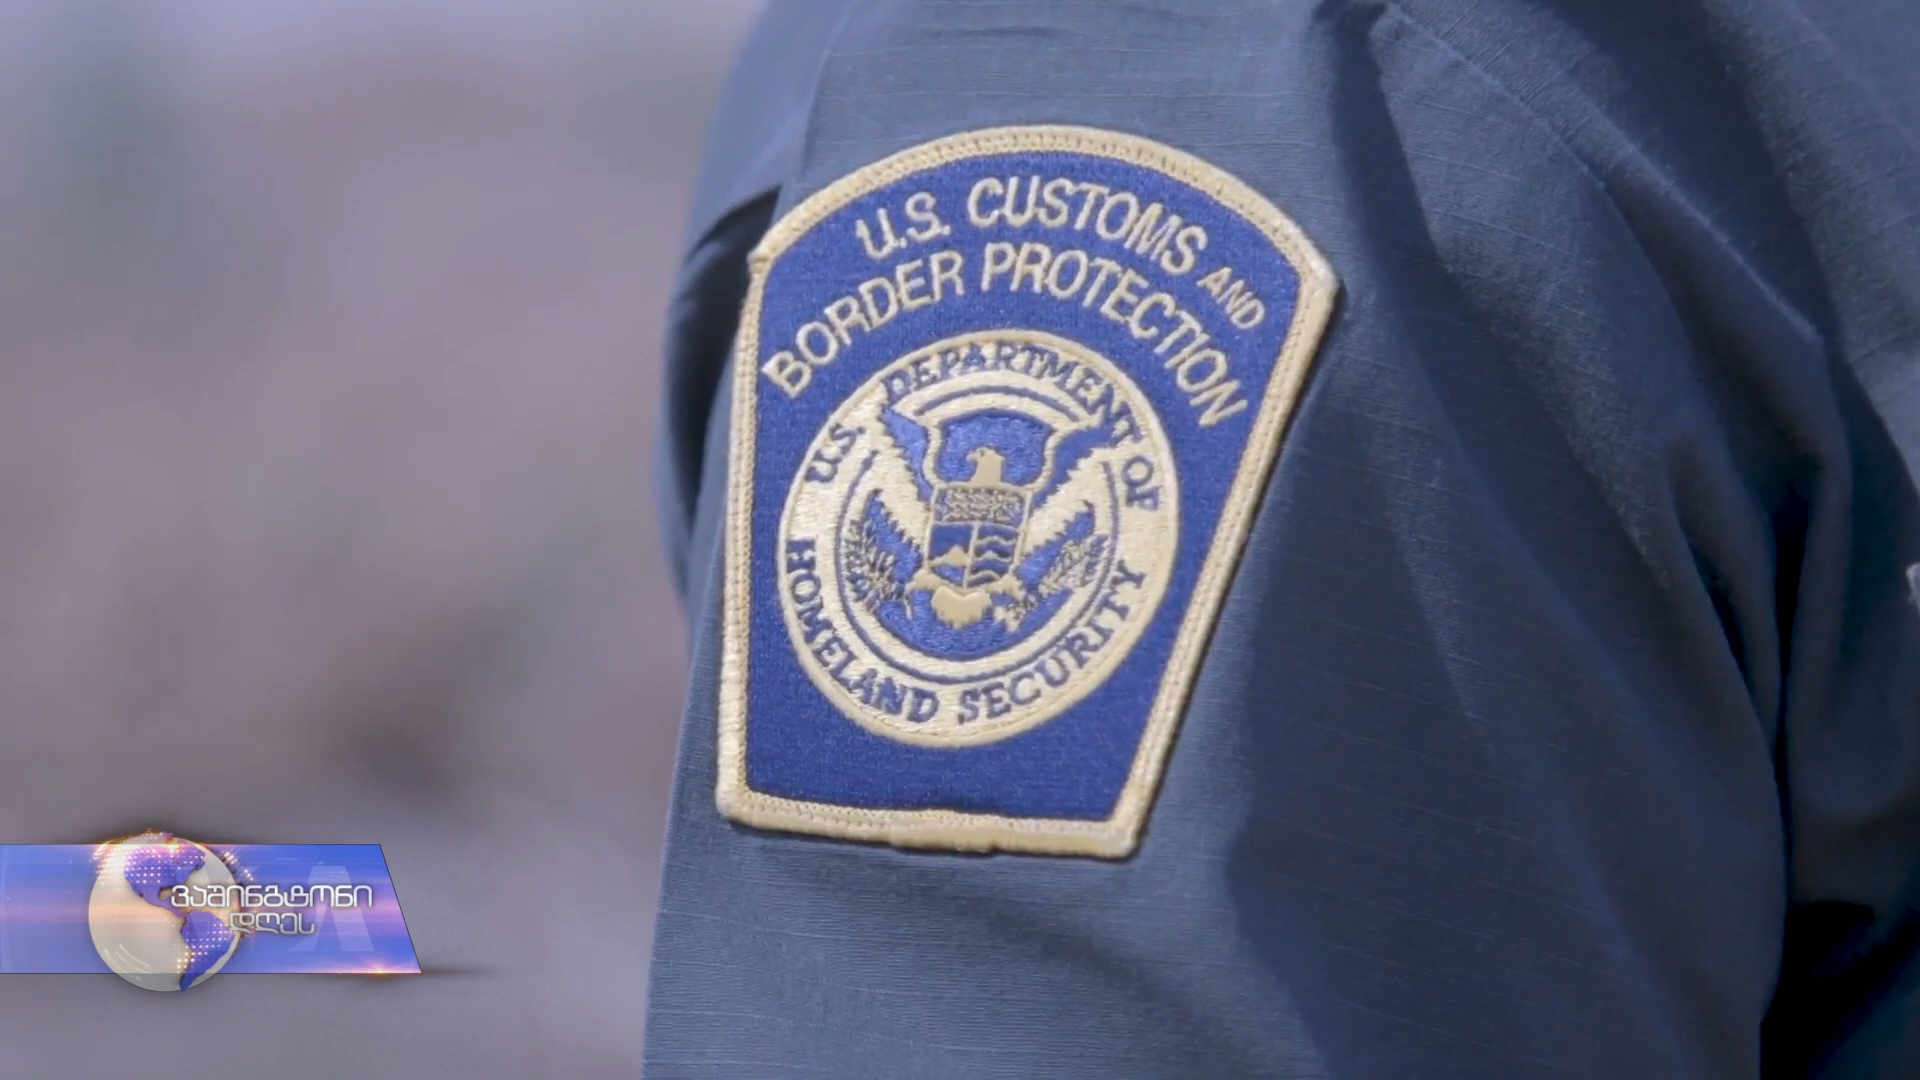 U.S. CUSTOMS AND
BORDER PROTECTION
U.S. DEPARTMENT OF
HOMELAND SECURITY
ვაშინგტონი
დღეს